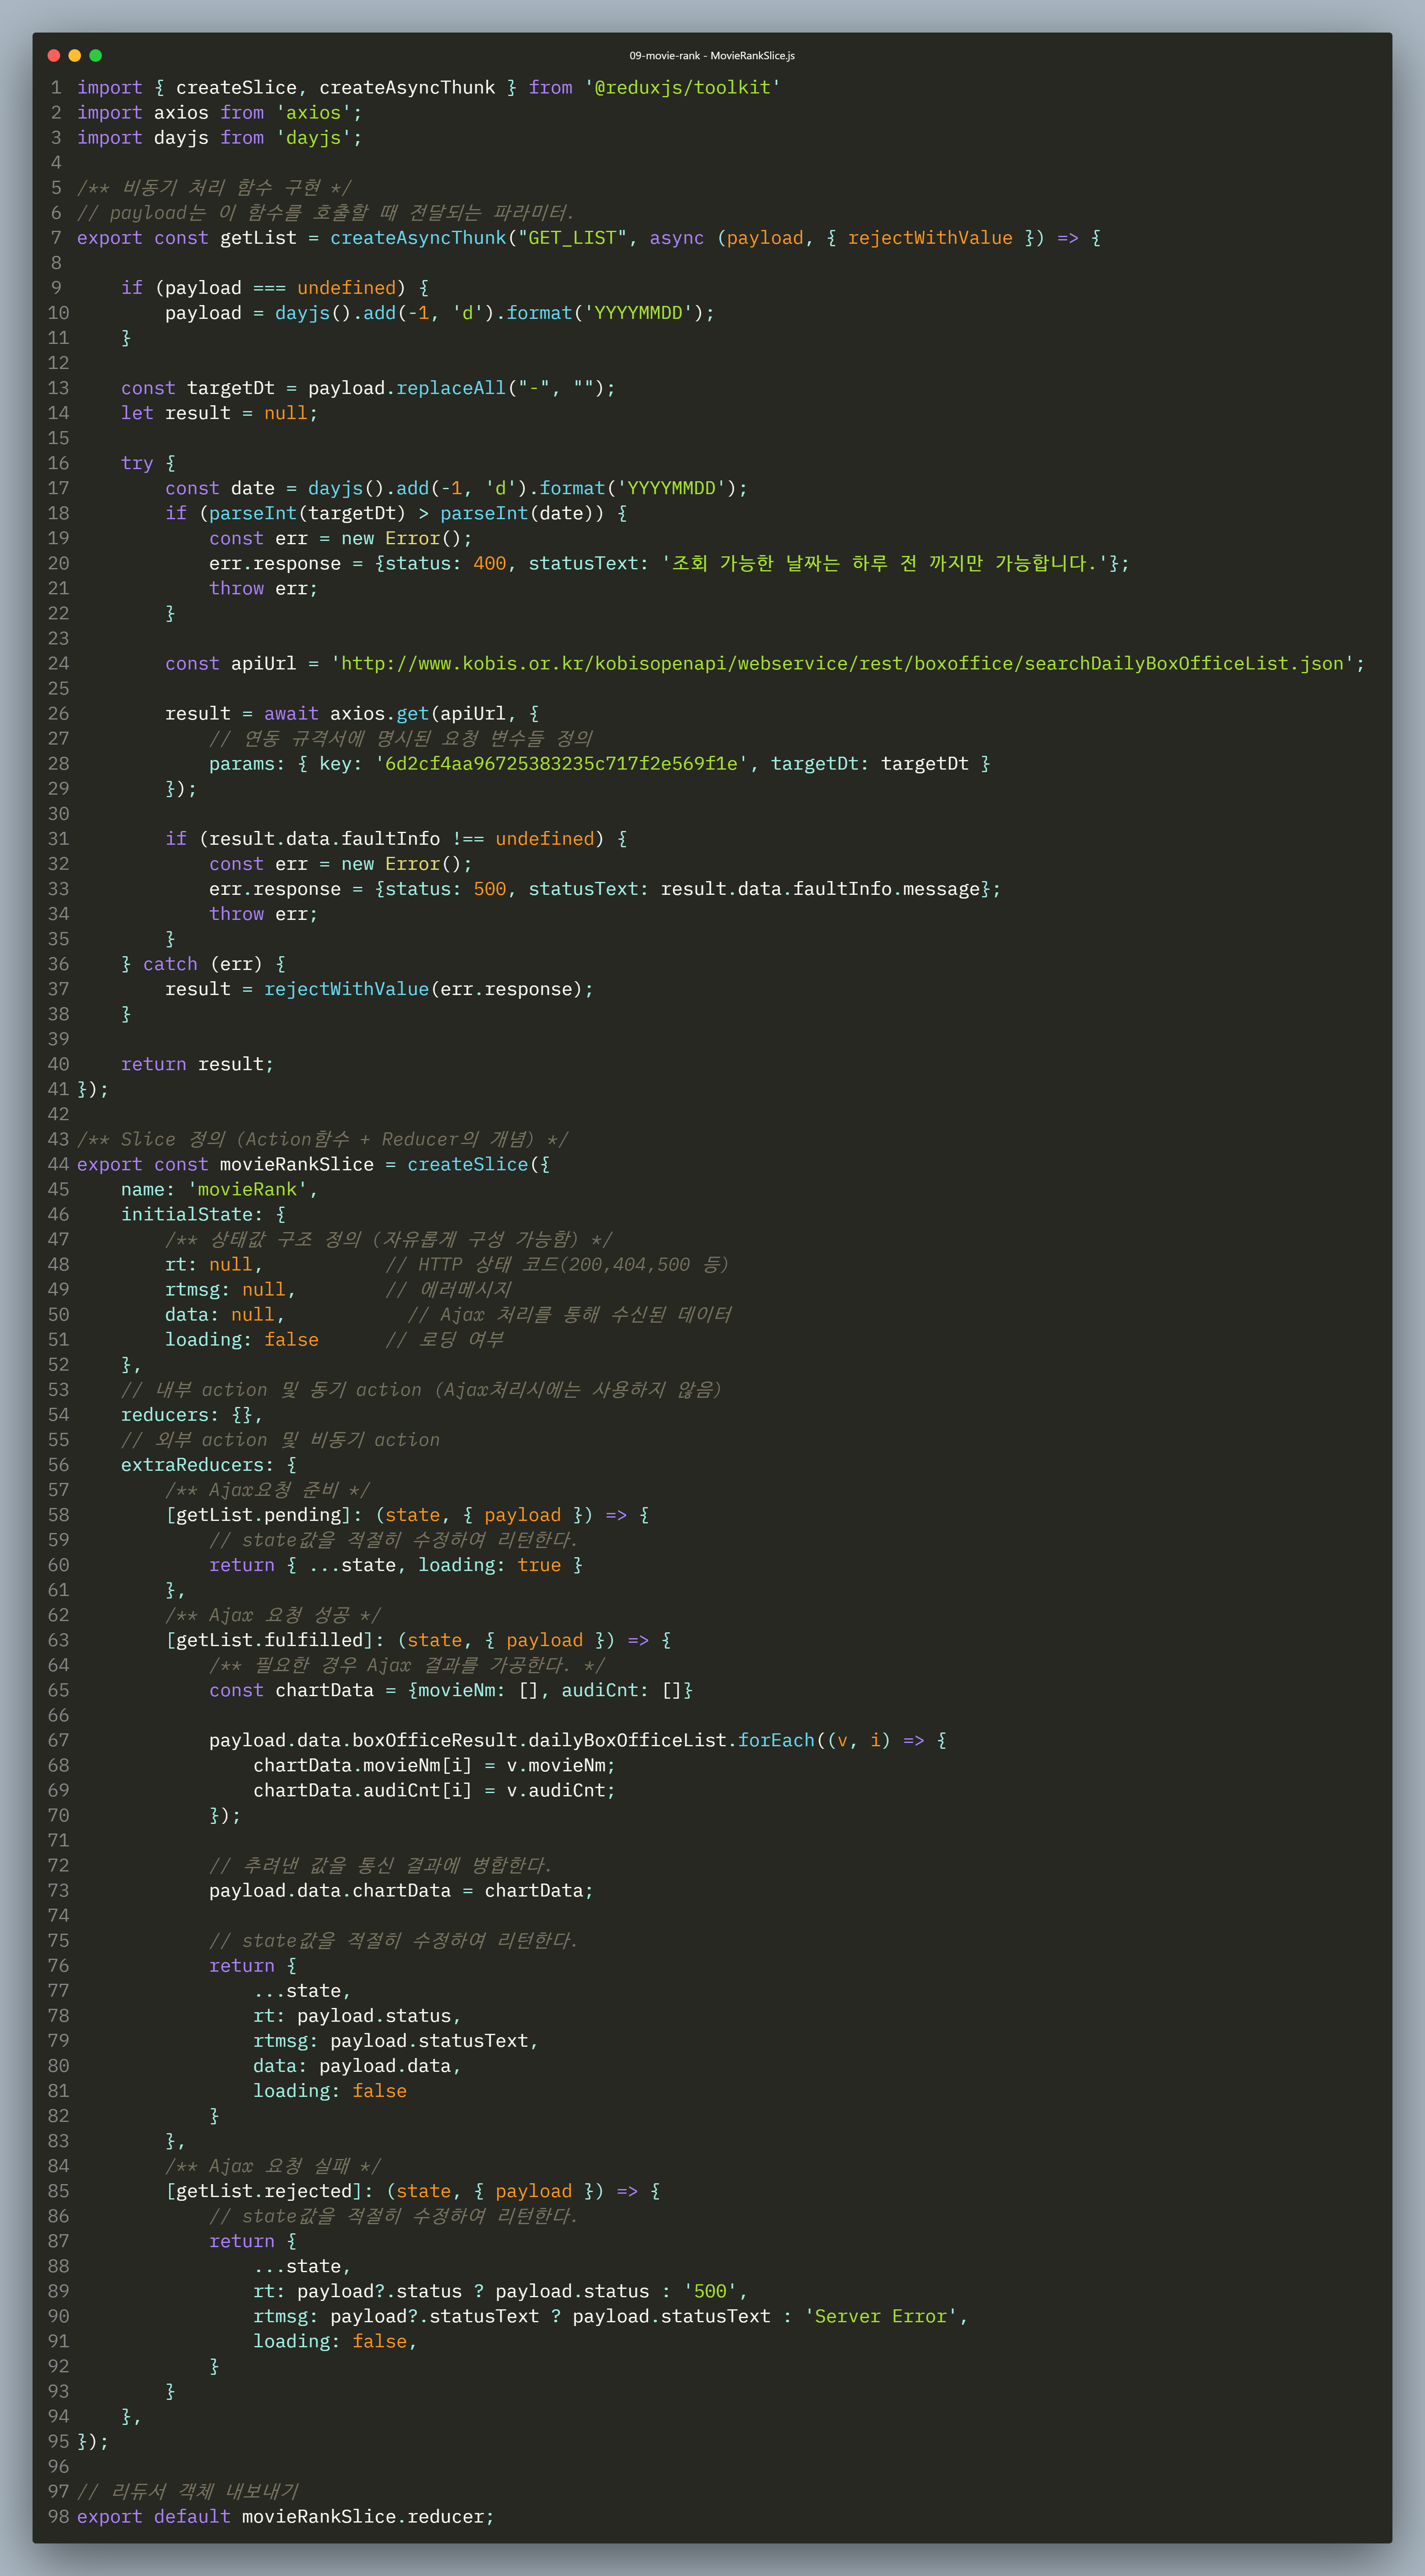 09-movie-rank - MovieRankSlice.js
1 import { createSlice, createAsyncThunk } from '@reduxjs/toolkit'
2 import axios from 'axios';
3 import dayjs from 'dayjs';
4
5 /** 비동기 처리 함수 구현 */
6 // payload는 이 함수를 호출할 때 전달되는 파라미터.
7 export const getList = createAsyncThunk("GET_LIST", async (payload, { rejectWithValue }) => {
8
9     if (payload === undefined) {
10         payload = dayjs().add(-1, 'd').format('YYYYMMDD');
11     }
12
13     const targetDt = payload.replaceAll("-", "");
14     let result = null;
15
16     try {
17         const date = dayjs().add(-1, 'd').format('YYYYMMDD');
18         if (parseInt(targetDt) > parseInt(date)) {
19             const err = new Error();
20             err.response = {status: 400, statusText: '조회 가능한 날짜는 하루 전 까지만 가능합니다.'};
21             throw err;
22         }
23
24         const apiUrl = 'http://www.kobis.or.kr/kobisopenapi/webservice/rest/boxoffice/searchDailyBoxOfficeList.json';
25
26         result = await axios.get(apiUrl, {
27             // 연동 규격서에 명시된 요청 변수들 정의
28             params: { key: '6d2cf4aa96725383235c717f2e569f1e', targetDt: targetDt }
29         });
30
31         if (result.data.faultInfo !== undefined) {
32             const err = new Error();
33             err.response = {status: 500, statusText: result.data.faultInfo.message};
34             throw err;
35         }
36     } catch (err) {
37         result = rejectWithValue(err.response);
38     }
39
40     return result;
41 });
42
43 /** Slice 정의 (Action함수 + Reducer의 개념) */
44 export const movieRankSlice = createSlice({
45     name: 'movieRank',
46     initialState: {
47         /** 상태값 구조 정의 (자유롭게 구성 가능함) */
48         rt: null,           // HTTP 상태 코드(200,404,500 등)
49         rtmsg: null,        // 에러메시지
50         data: null,           // Ajax 처리를 통해 수신된 데이터
51         loading: false      // 로딩 여부
52     },
53     // 내부 action 및 동기 action (Ajax처리시에는 사용하지 않음)
54     reducers: {},
55     // 외부 action 및 비동기 action
56     extraReducers: {
57         /** Ajax요청 준비 */
58         [getList.pending]: (state, { payload }) => {
59             // state값을 적절히 수정하여 리턴한다.
60             return { ...state, loading: true }
61         },
62         /** Ajax 요청 성공 */
63         [getList.fulfilled]: (state, { payload }) => {
64             /** 필요한 경우 Ajax 결과를 가공한다. */
65             const chartData = {movieNm: [], audiCnt: []}
66
67             payload.data.boxOfficeResult.dailyBoxOfficeList.forEach((v, i) => {
68                 chartData.movieNm[i] = v.movieNm;
69                 chartData.audiCnt[i] = v.audiCnt;
70             });
71
72             // 추려낸 값을 통신 결과에 병합한다.
73             payload.data.chartData = chartData;
74
75             // state값을 적절히 수정하여 리턴한다.
76             return {
77                 ...state,
78                 rt: payload.status,
79                 rtmsg: payload.statusText,
80                 data: payload.data,
81                 loading: false
82             }
83         },
84         /** Ajax 요청 실패 */
85         [getList.rejected]: (state, { payload }) => {
86             // state값을 적절히 수정하여 리턴한다.
87             return {
88                 ...state,
89                 rt: payload?.status ? payload.status : '500',
90                 rtmsg: payload?.statusText ? payload.statusText : 'Server Error',
91                 loading: false,
92             }
93         }
94     },
95 });
96
97 // 리듀서 객체 내보내기
98 export default movieRankSlice.reducer;